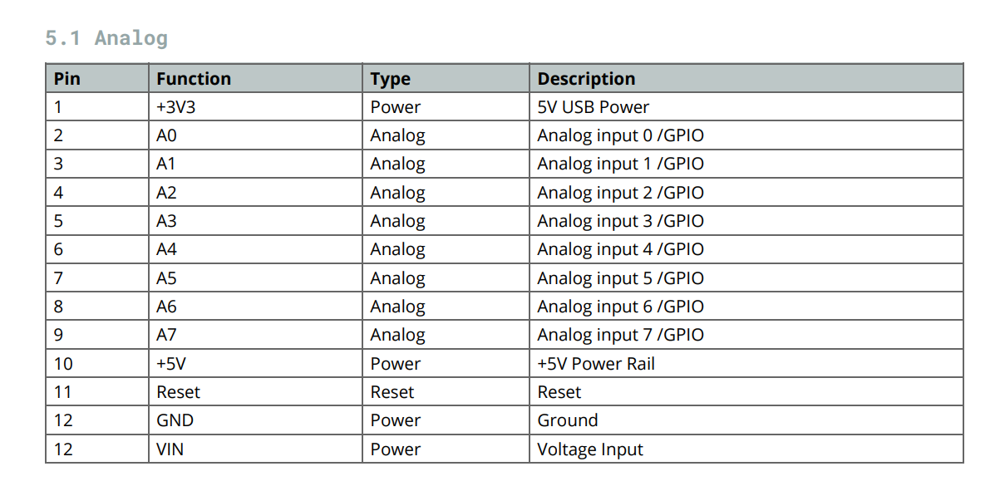 5.1 Analog
Pin Function Type Description
1 +3V3 Power 5V USB Power
2 A0 Analog Analog input 0 /GPIO
3 A1 Analog Analog input 1 /GPIO
4 A2 Analog Analog input 2 /GPIO
5 A3 Analog Analog input 3 /GPIO
6 A4 Analog Analog input 4 /GPIO
7 A5 Analog Analog input 5 /GPIO
8 A6 Analog Analog input 6 /GPIO
9 A7 Analog Analog input 7 /GPIO
10 +5V Power +5V Power Rail
11 Reset Reset Reset
12 GND Power Ground
12 VIN Power Voltage Input